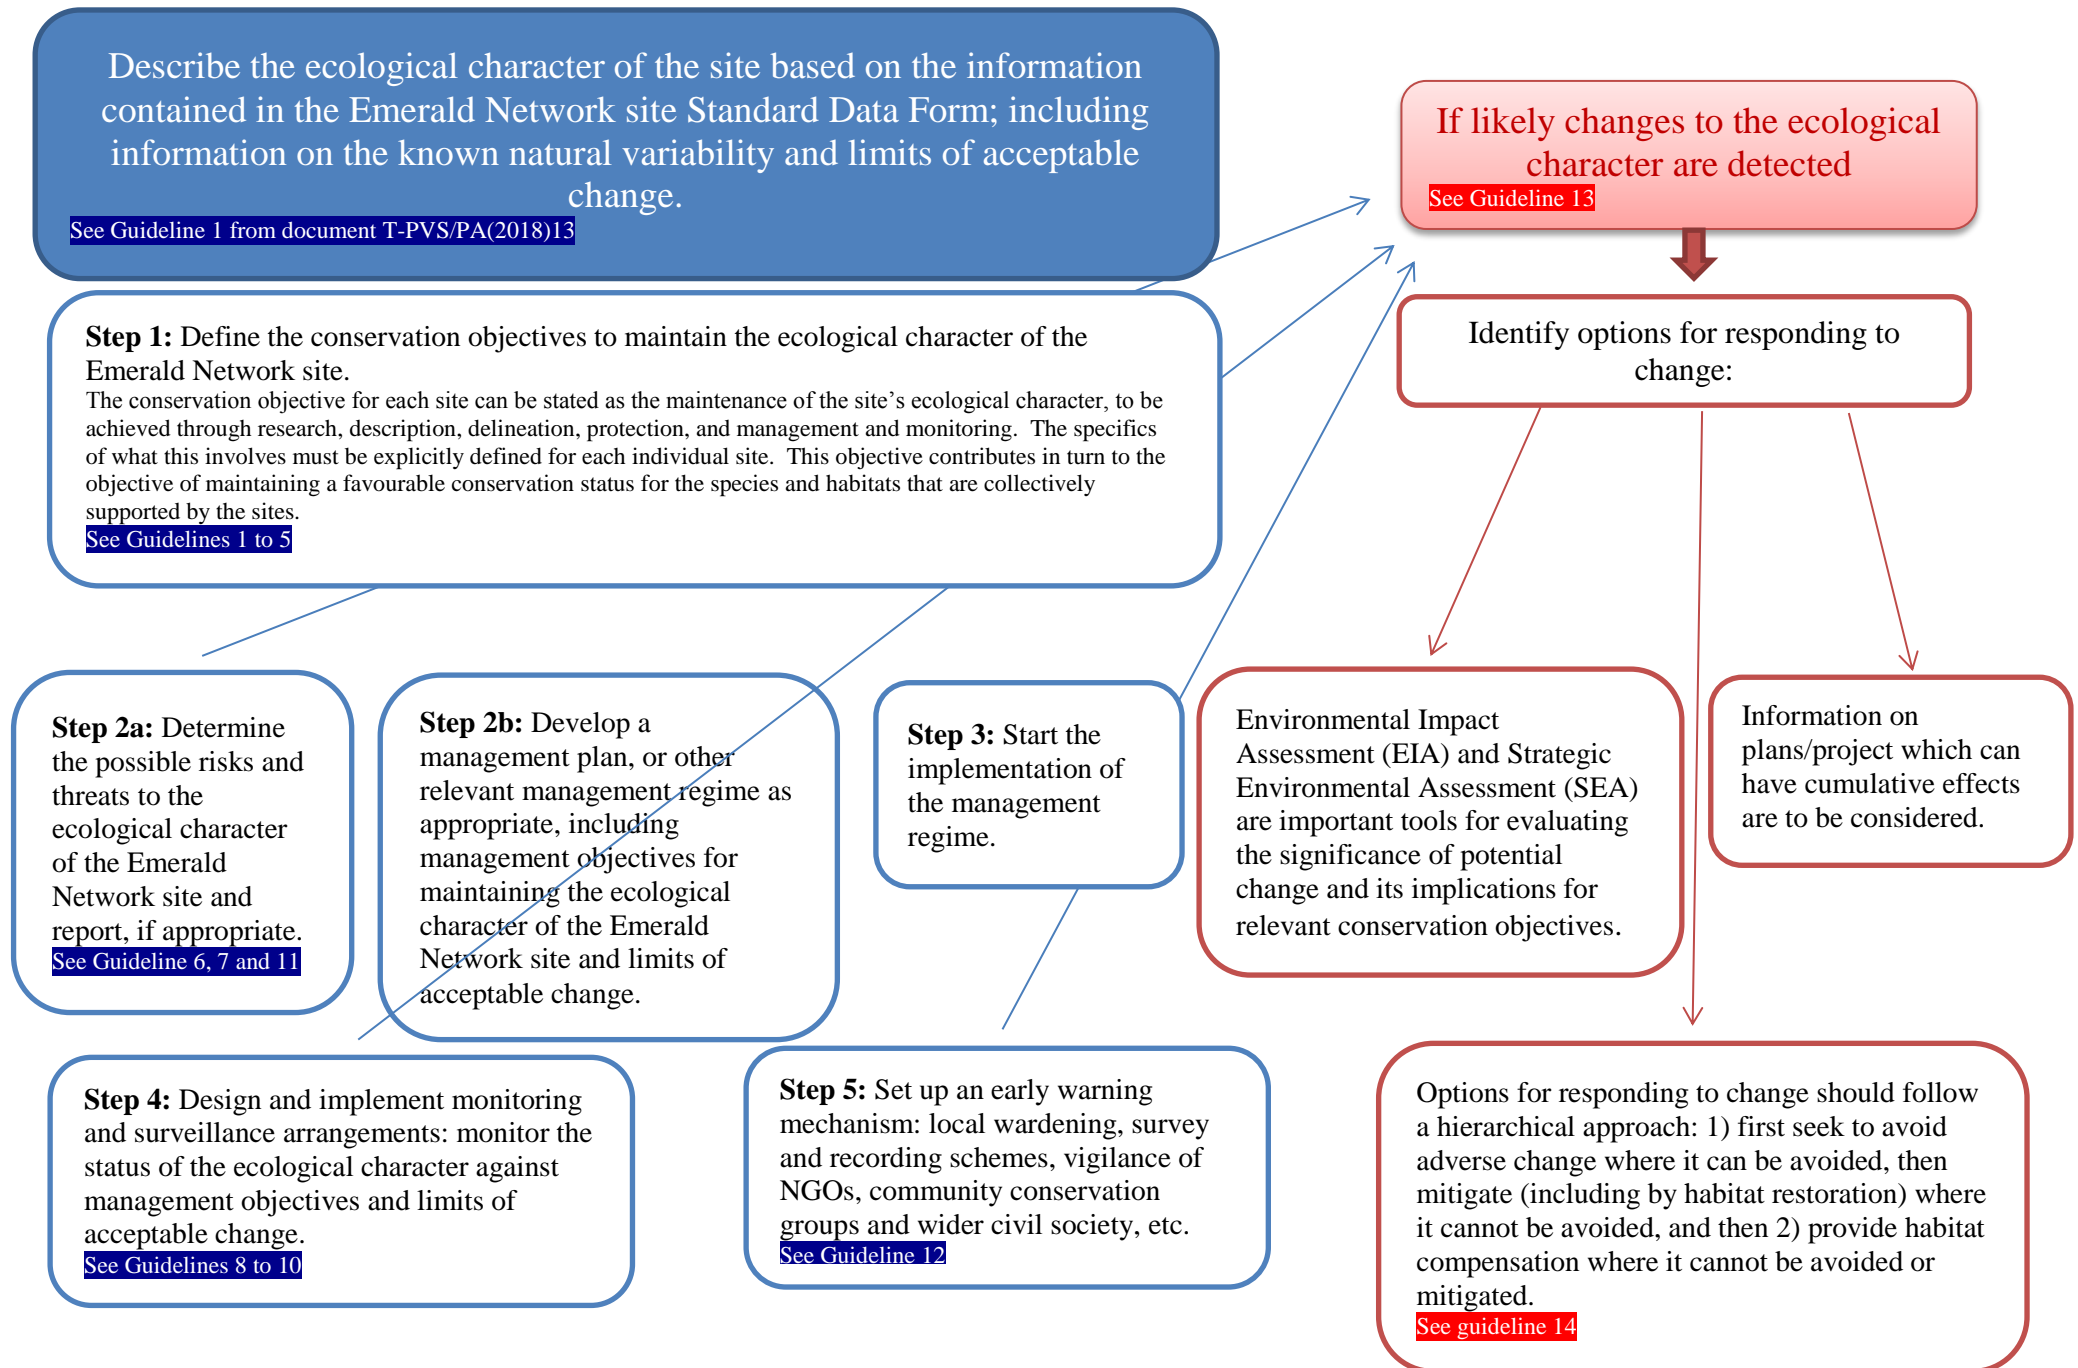 Describe the ecological character of the site based on the information
contained in the Emerald Network site Standard Data Form; including
information on the known natural variability and limits of acceptable
change.
See Guideline 1 from document T-PVS/PA(2018)13
If likely changes to the ecological
character are detected
See Guideline 13
Identify options for responding to
change:
Step 1: Define the conservation objectives to maintain the ecological character of the
Emerald Network site.
The conservation objective for each site can be stated as the maintenance of the site’s ecological character, to be
achieved through research, description, delineation, protection, and management and monitoring.  The specifics
of what this involves must be explicitly defined for each individual site.  This objective contributes in turn to the
objective of maintaining a favourable conservation status for the species and habitats that are collectively
supported by the sites.
See Guidelines 1 to 5
Step 2a: Determine
the possible risks and
threats to the
ecological character
of the Emerald
Network site and
report, if appropriate.
See Guideline 6, 7 and 11
Step 2b: Develop a
management plan, or other
relevant management regime as
appropriate, including
management objectives for
maintaining the ecological
character of the Emerald
Network site and limits of
acceptable change.
Step 3: Start the
implementation of
the management
regime.
Environmental Impact
Assessment (EIA) and Strategic
Environmental Assessment (SEA)
are important tools for evaluating
the significance of potential
change and its implications for
relevant conservation objectives.
Information on
plans/project which can
have cumulative effects
are to be considered.
Step 4: Design and implement monitoring
and surveillance arrangements: monitor the
status of the ecological character against
management objectives and limits of
acceptable change.
See Guidelines 8 to 10
Step 5: Set up an early warning
mechanism: local wardening, survey
and recording schemes, vigilance of
NGOs, community conservation
groups and wider civil society, etc.
See Guideline 12
Options for responding to change should follow
a hierarchical approach: 1) first seek to avoid
adverse change where it can be avoided, then
mitigate (including by habitat restoration) where
it cannot be avoided, and then 2) provide habitat
compensation where it cannot be avoided or
mitigated.
See guideline 14